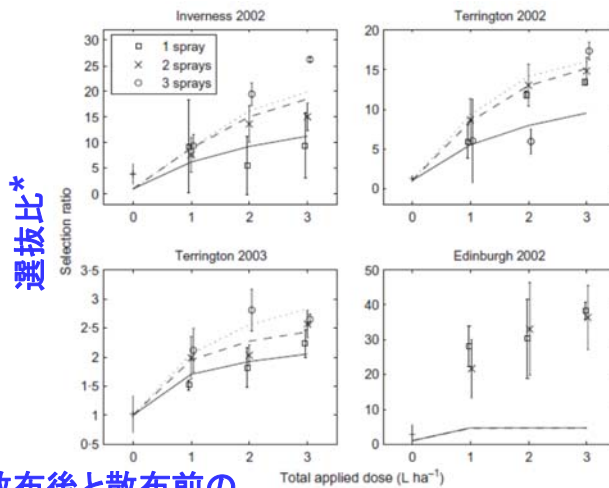 Inverness 2002
30
25
20
15
10
5
0
0 1 2 3
1 spray
2 sprays
3 sprays
Terrington 2002
20
15
10
5
0
0 1 2 3
選抜比*
Selection ratio
Terrington 2003
3·5
3
2·5
2
1·5
1
0·5
0 1 2 3
Edinburgh 2002
50
40
30
20
10
0
0 1 2 3
Total applied dose (L ha⁻¹)
散布後と散布前の